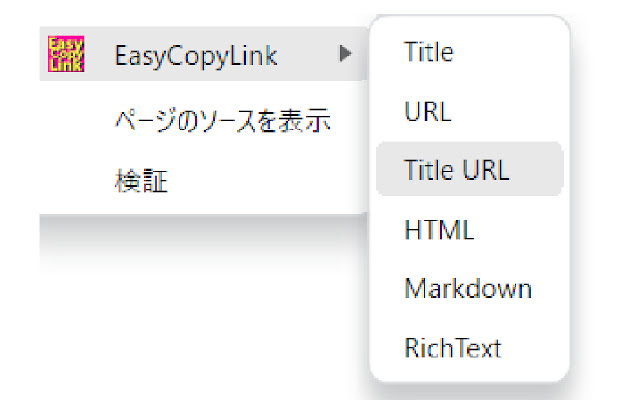 Easy
Copy
Link
EasyCopyLink
ページのソースを表示
検証
Title
URL
Title URL
HTML
Markdown
RichText